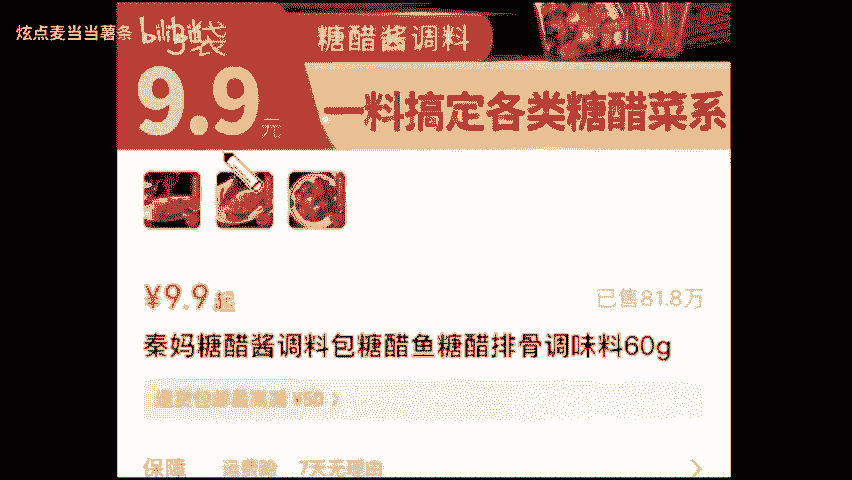 炫点麦当当薯条
bilibili
袋
糖醋酱调料
9.9
元
一料搞定各类糖醋菜系
¥9.9起
已售81.8万
秦妈糖醋酱调料包糖醋鱼糖醋排骨调味料60g
保障 运费险 7天无理由